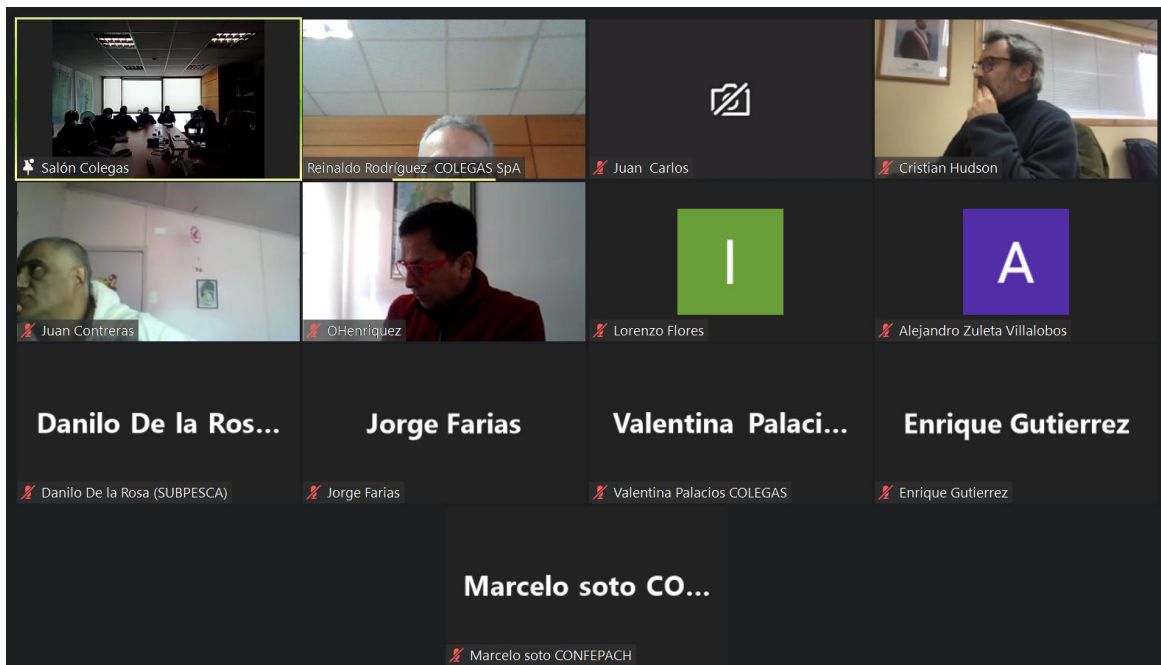 Salón Colegas
Reinaldo Rodríguez COLEGAS SpA
Juan Carlos
Cristian Hudson
Juan Contreras
OHenriquez
I
Lorenzo Flores
A
Alejandro Zuleta Villalobos
Danilo De la Ros...
Danilo De la Rosa (SUBPESCA)
Jorge Farias
Jorge Farias
Valentina Palaci...
Valentina Palacios COLEGAS
Enrique Gutierrez
Enrique Gutierrez
Marcelo soto CO...
Marcelo soto CONFEPACH